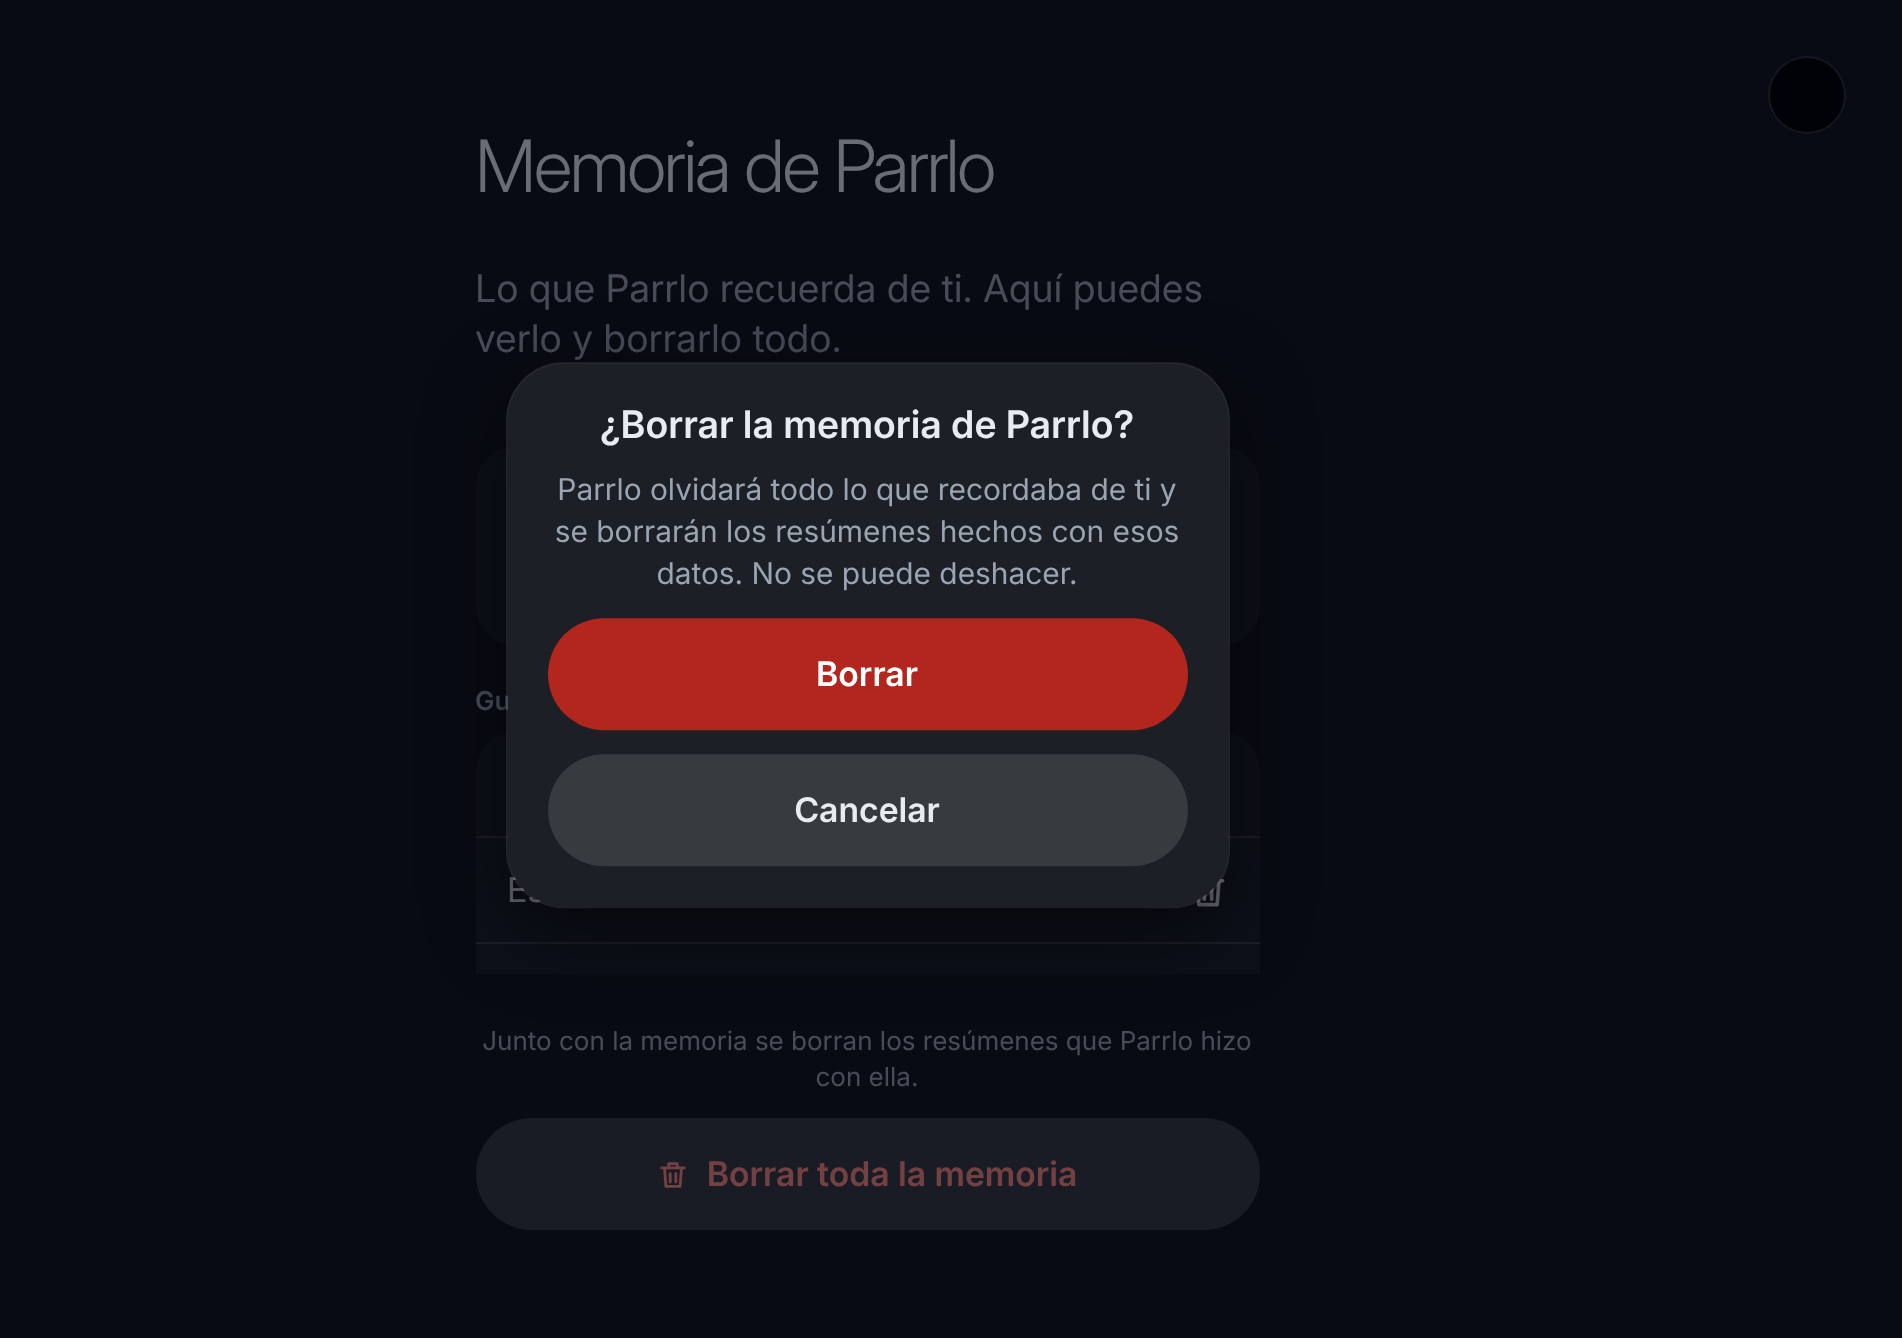 Memoria de Parrlo
Lo que Parrlo recuerda de ti. Aquí puedes
verlo y borrarlo todo.
¿Borrar la memoria de Parrlo?
Parrlo olvidará todo lo que recordaba de ti y
se borrarán los resúmenes hechos con esos
datos. No se puede deshacer.
Borrar
Cancelar
Junto con la memoria se borran los resúmenes que Parrlo hizo
con ella.
Borrar toda la memoria